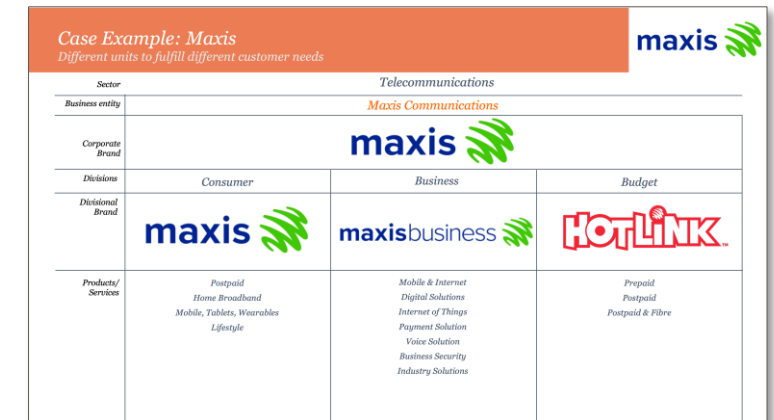 Case Example: Maxis
Different units to fulfill different customer needs
maxis
Sector
Telecommunications
Business entity
Maxis Communications
Corporate
Brand
maxis
Divisions
Consumer
Business
Budget
Divisional
Brand
maxis
maxisbusiness
HOTLINK
Products/
Services
Postpaid
Home Broadband
Mobile, Tablets, Wearables
Lifestyle
Mobile & Internet
Digital Solutions
Internet of Things
Payment Solution
Voice Solution
Business Security
Industry Solutions
Prepaid
Postpaid
Postpaid & Fibre